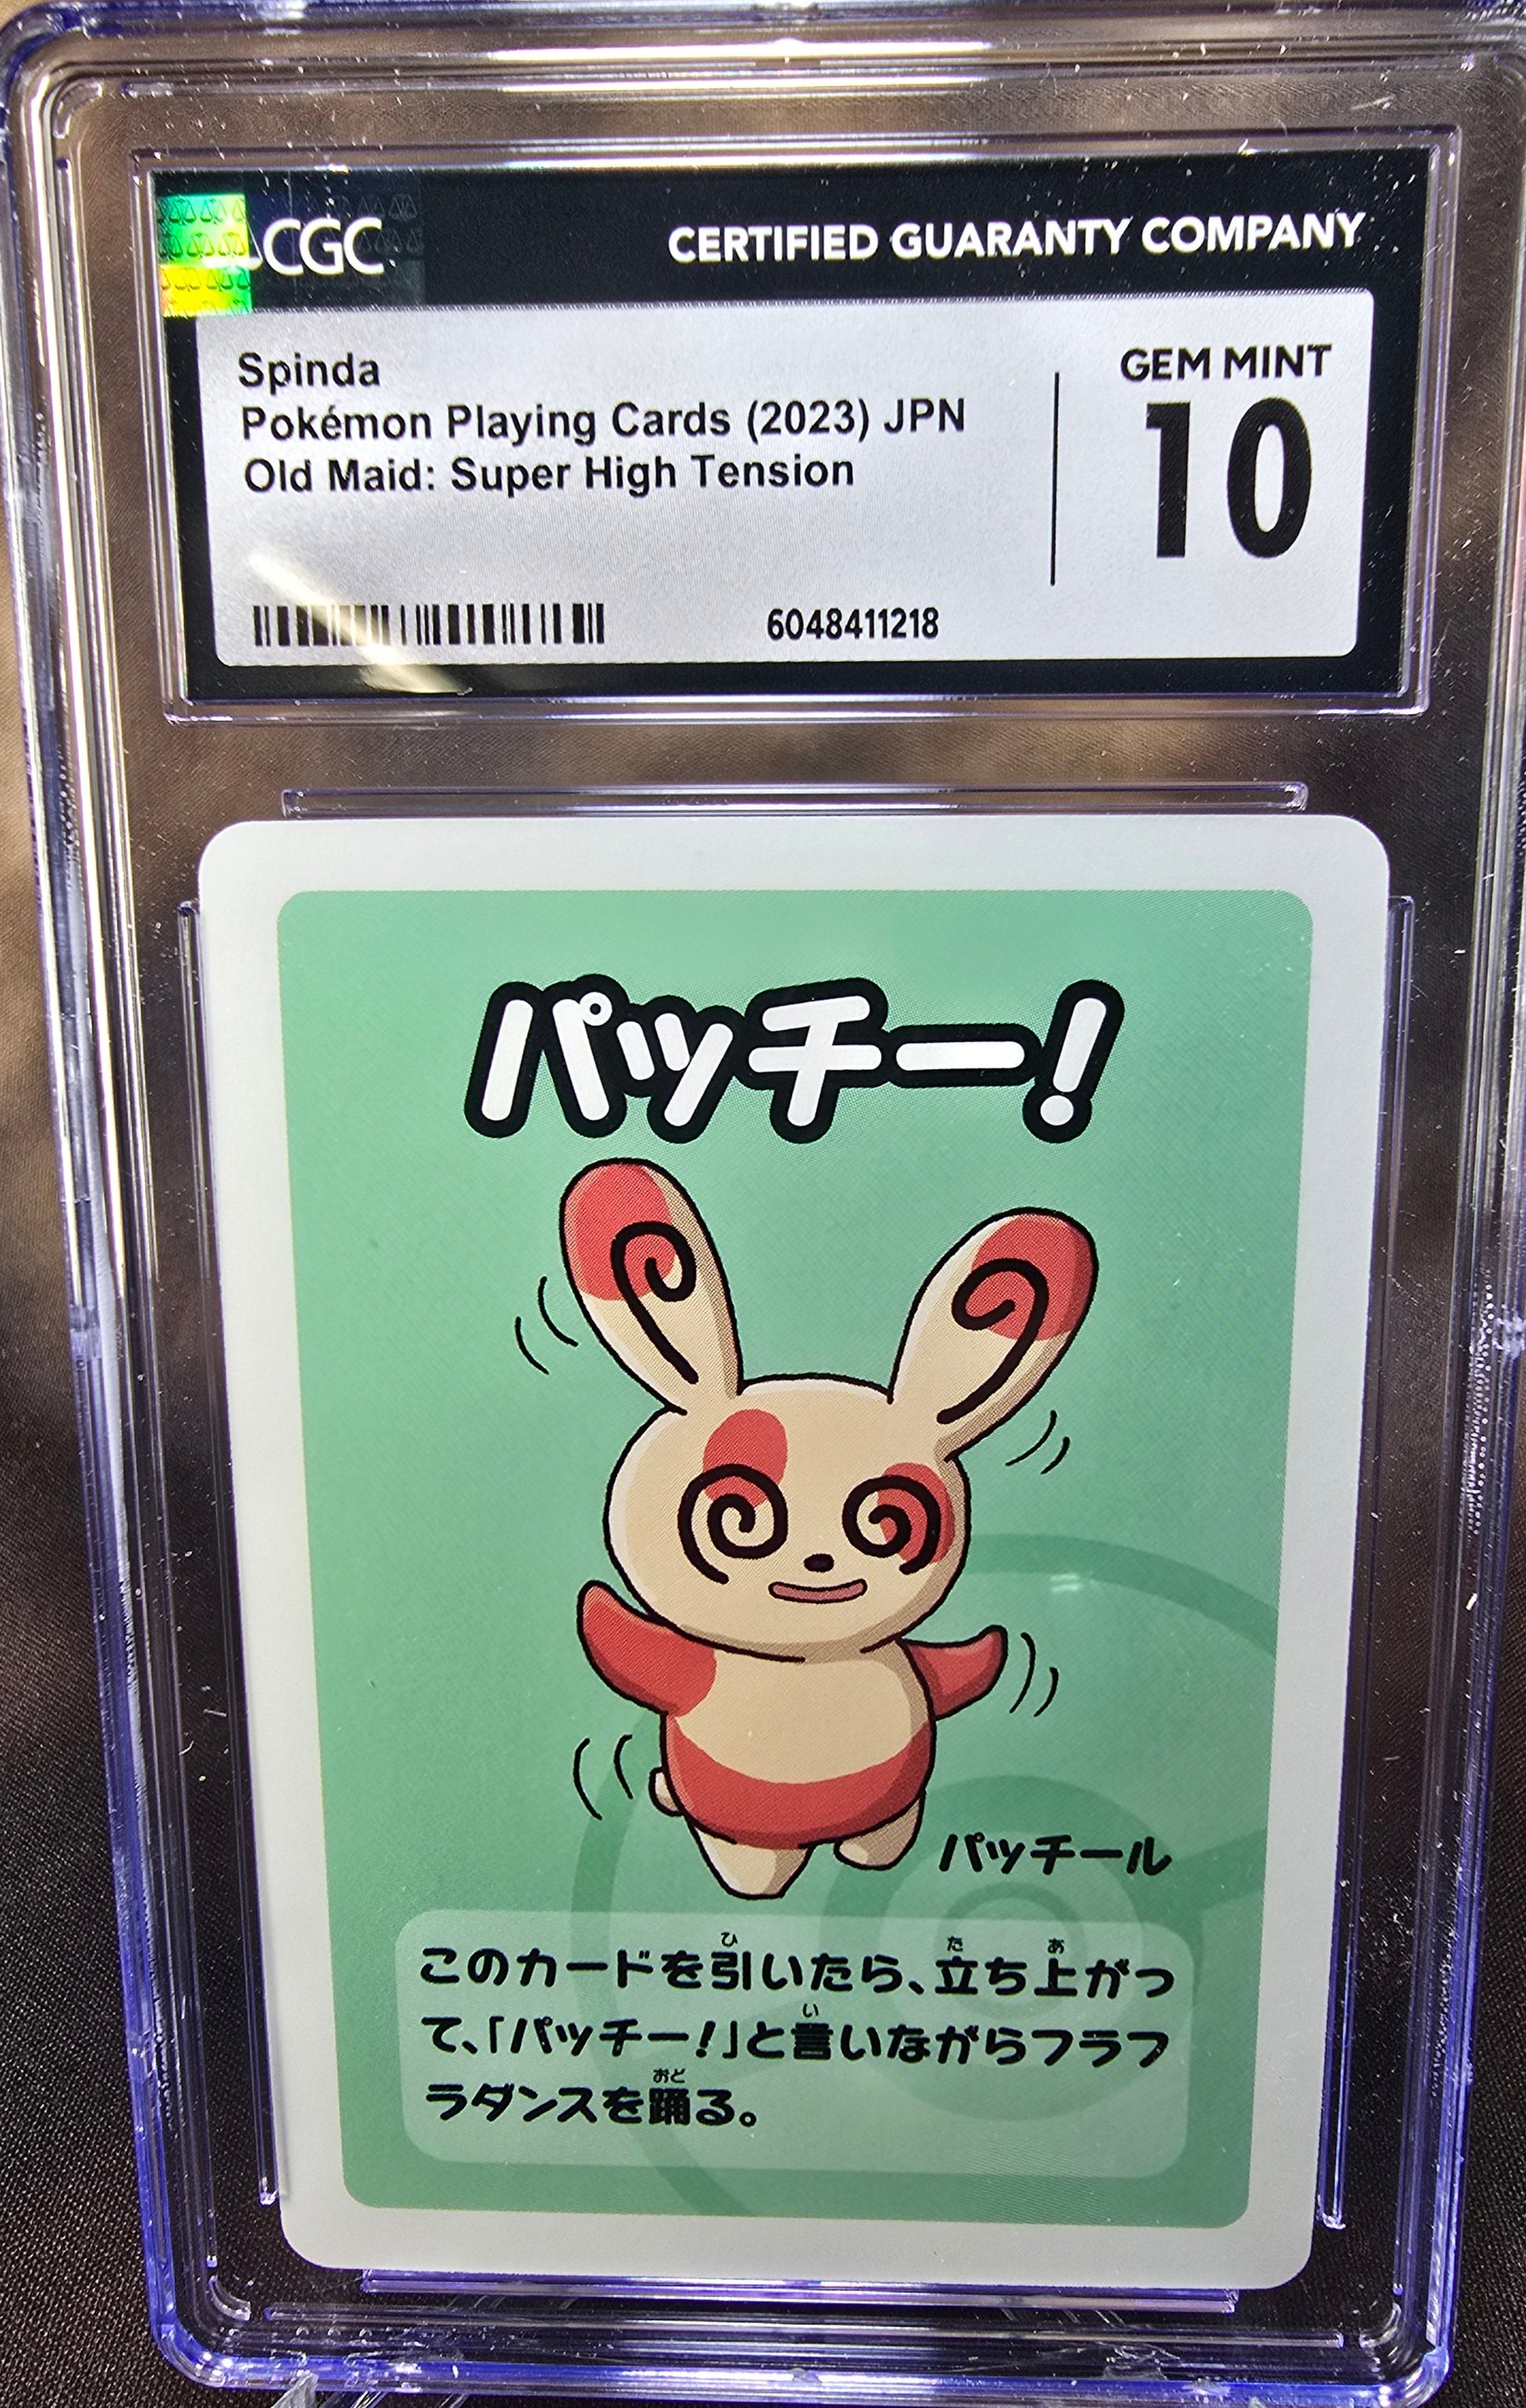 CGC
CERTIFIED GUARANTY COMPANY
Spinda
Pokémon Playing Cards (2023) JPN
Old Maid: Super High Tension
GEM MINT
10
6048411218
パッチー!
パッチール
このカードを引いたら、立ち上がっ
て、「パッチー!」と言いながらフラフ
ラダンスを踊る。